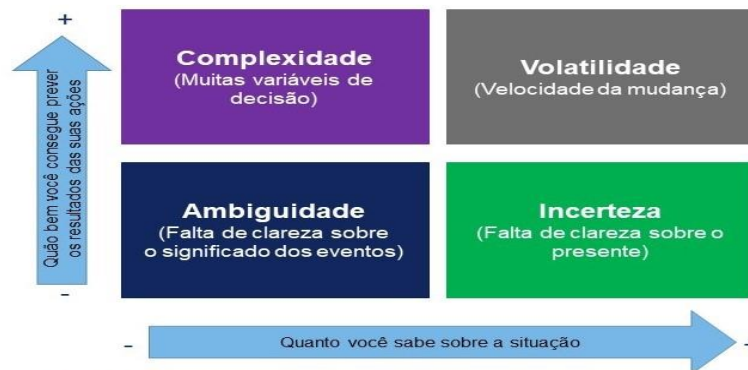 +
Quão bem você consegue prever
os resultados das suas ações
-
Complexidade
(Muitas variáveis de
decisão)
Volatilidade
(Velocidade da mudança)
Ambiguidade
(Falta de clareza sobre
o significado dos eventos)
Incerteza
(Falta de clareza sobre o
presente)
-
Quanto você sabe sobre a situação
+